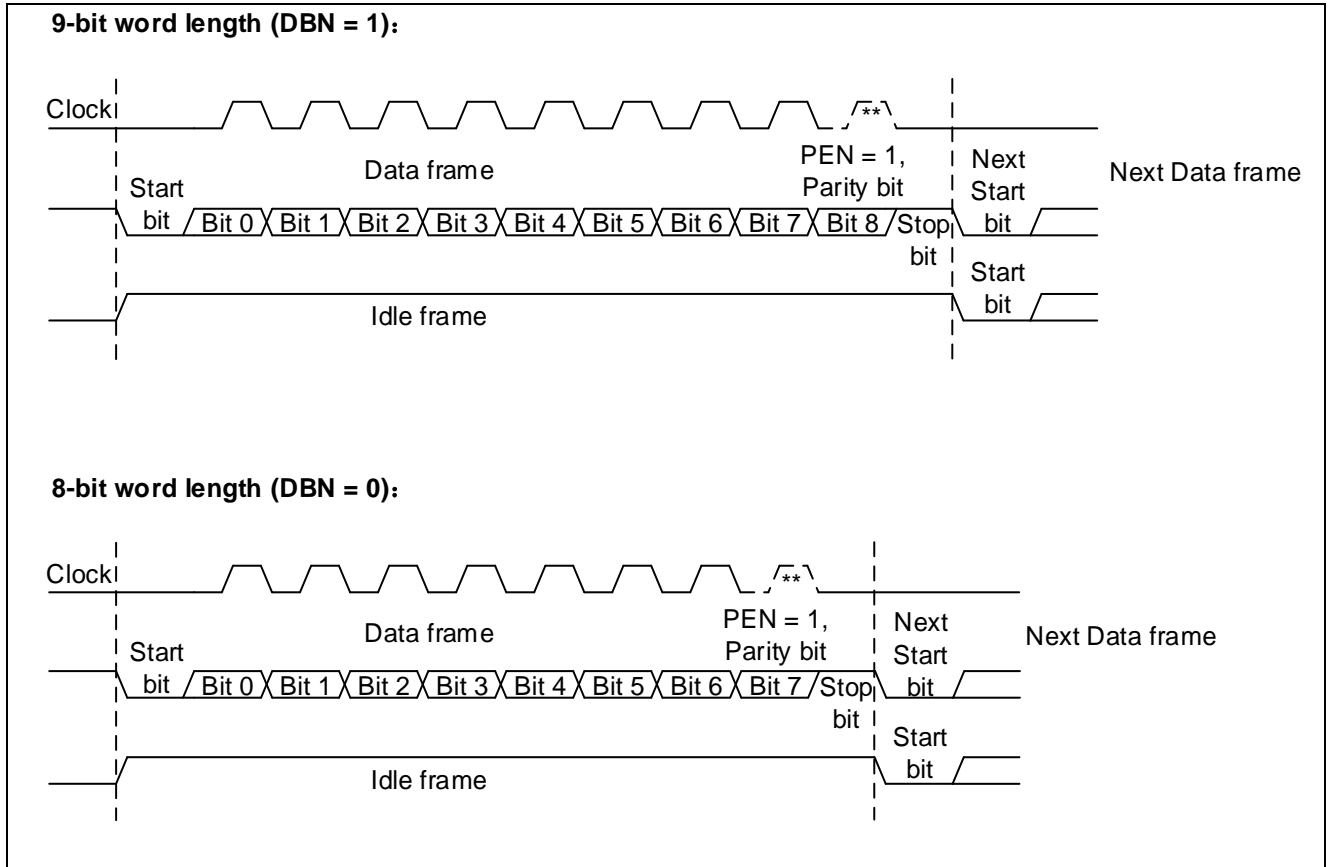 9-bit word length (DBN = 1)：
Clock
**
Data frame
PEN = 1,
Parity bit
Next
Start
bit
Next Data frame
Start
bit
Bit 0 Bit 1 Bit 2 Bit 3 Bit 4 Bit 5 Bit 6 Bit 7 Bit 8
Stop
bit
Start
bit
Idle frame
8-bit word length (DBN = 0)：
Clock
**
Data frame
PEN = 1,
Parity bit
Next
Start
bit
Next Data frame
Start
bit
Bit 0 Bit 1 Bit 2 Bit 3 Bit 4 Bit 5 Bit 6 Bit 7
Stop
bit
Start
bit
Idle frame